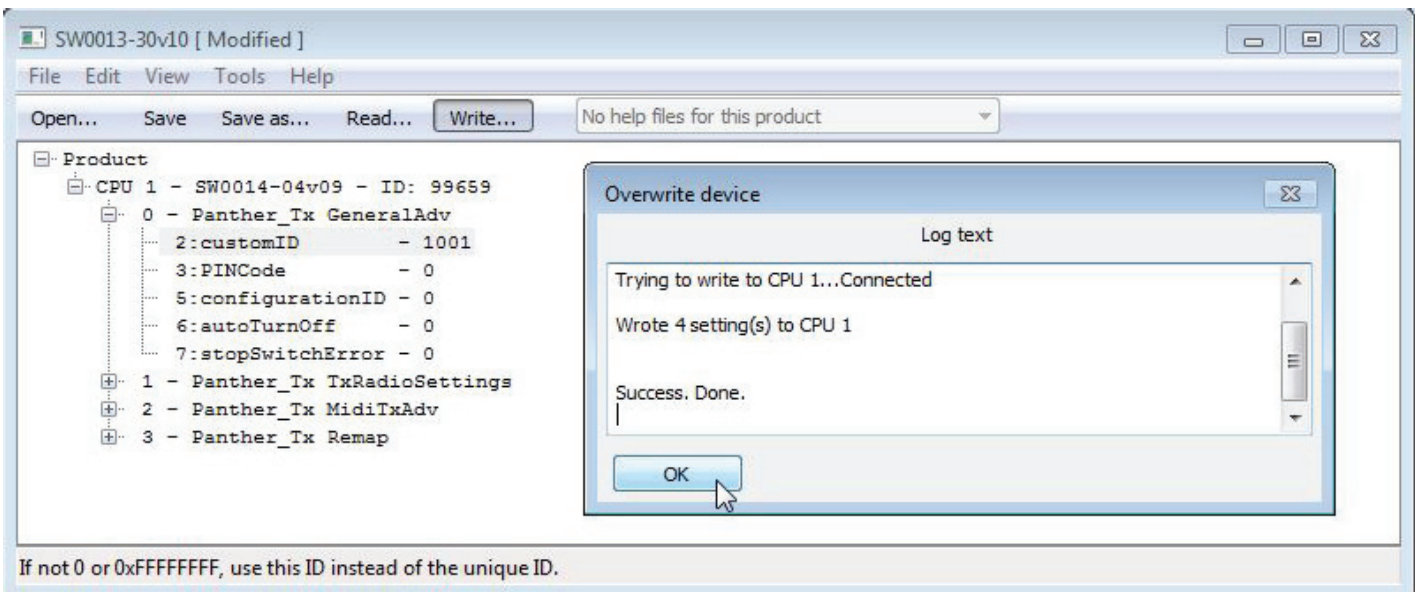 SW0013-30v10 [ Modified ]
File Edit View Tools Help
Open... Save Save as... Read... Write... No help files for this product
Product
CPU 1 - SW0014-04v09 - ID: 99659
0 - Panther_Tx GeneralAdv
2:customID - 1001
3:PINCode - 0
5:configurationID - 0
6:autoTurnOff - 0
7:stopSwitchError - 0
1 - Panther_Tx TxRadioSettings
2 - Panther_Tx MidiTxAdv
3 - Panther_Tx Remap
Overwrite device
Log text
Trying to write to CPU 1...Connected
Wrote 4 setting(s) to CPU 1
Success. Done.
OK
If not 0 or 0xFFFFFFFF, use this ID instead of the unique ID.